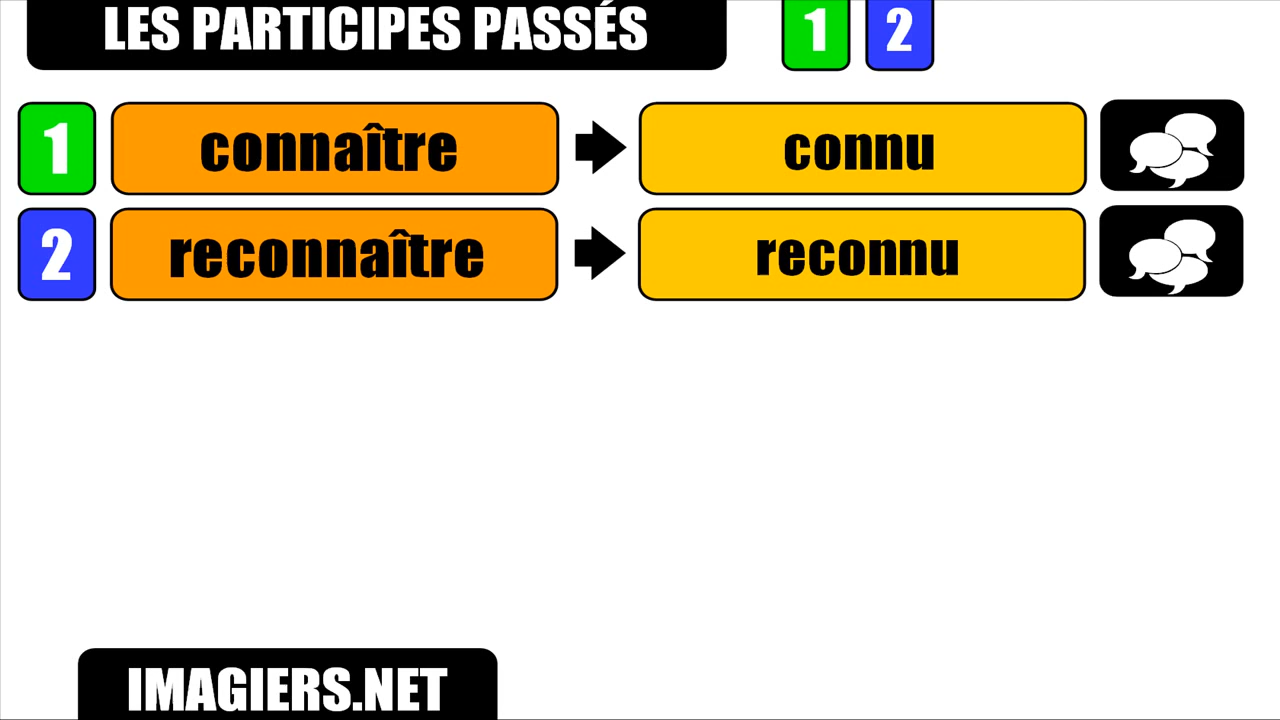 LES PARTICIPES PASSÉS 1 2
1 connaître connu
2 reconnaître reconnu
IMAGIERS.NET